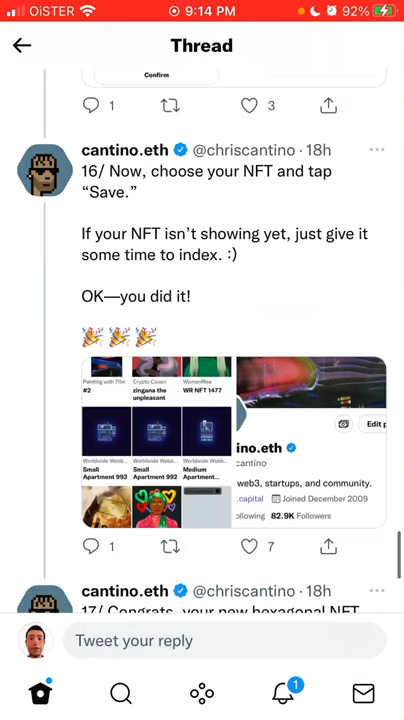 OiSTER 9:14 PM 92%
Thread
Confirm
1 3
cantino.eth @chriscantino · 18h
16/ Now, choose your NFT and tap
“Save.”
If your NFT isn’t showing yet, just give it
some time to index. :)
OK—you did it!
Painting with Film
#2
Crypto Coven
zingana the
unpleasant
WomenRise
WR NFT 1477
Worldwide Webb...
Small
Apartment 993
Worldwide Webb...
Small
Apartment 992
Worldwide Webb...
Medium
Apartment...
Edit p
ino.eth
cantino
web3, startups, and community.
.capital Joined December 2009
ollowing 82.9K Followers
1 7
cantino.eth @chriscantino · 18h
17/ Congrats, your new hexagonal NFT
Tweet your reply
1